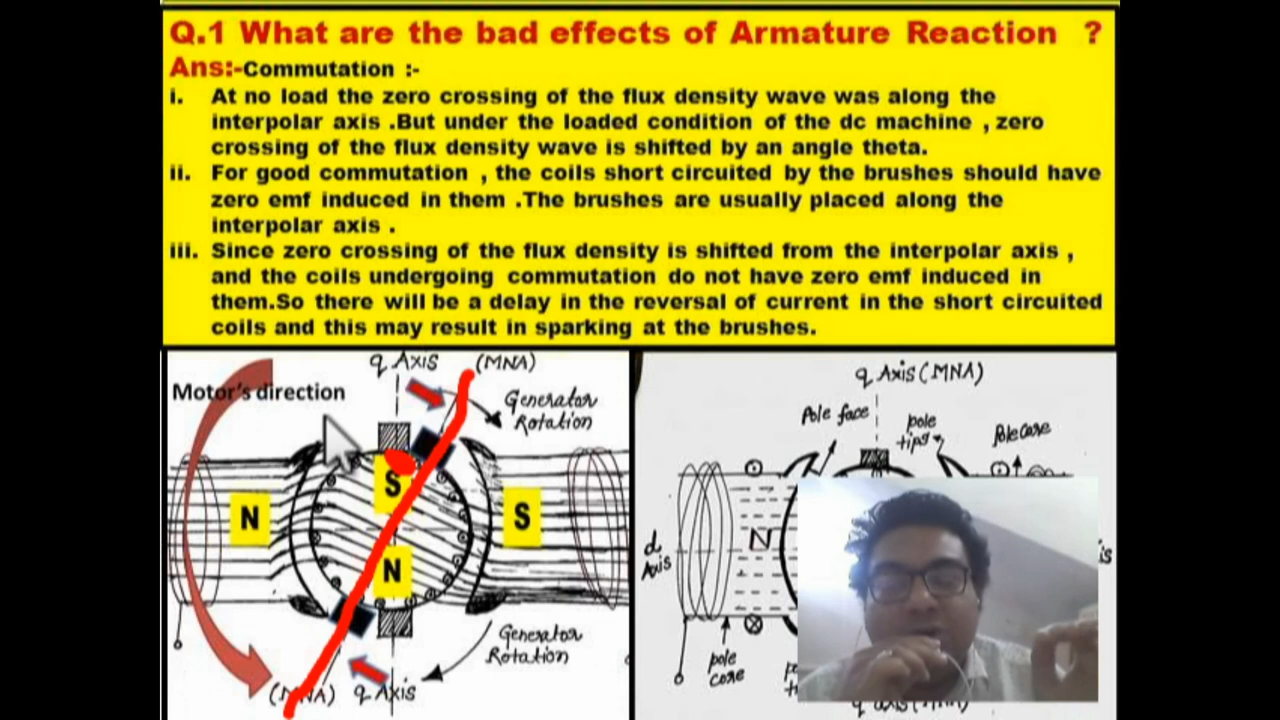 Q.1 What are the bad effects of Armature Reaction ?
Ans:-Commutation :-
i. At no load the zero crossing of the flux density wave was along the
interpolar axis .But under the loaded condition of the dc machine , zero
crossing of the flux density wave is shifted by an angle theta.
ii. For good commutation , the coils short circuited by the brushes should have
zero emf induced in them .The brushes are usually placed along the
interpolar axis .
iii. Since zero crossing of the flux density is shifted from the interpolar axis ,
and the coils undergoing commutation do not have zero emf induced in
them.So there will be a delay in the reversal of current in the short circuited
coils and this may result in sparking at the brushes.
q Axis (MNA)
Motor's direction
Generator
Rotation
S
N
S
N
Generator
Rotation
(MNA) q Axis
q Axis (MNA)
Pole face
pole
tips
Pole core
N
d
Axis
pole
core